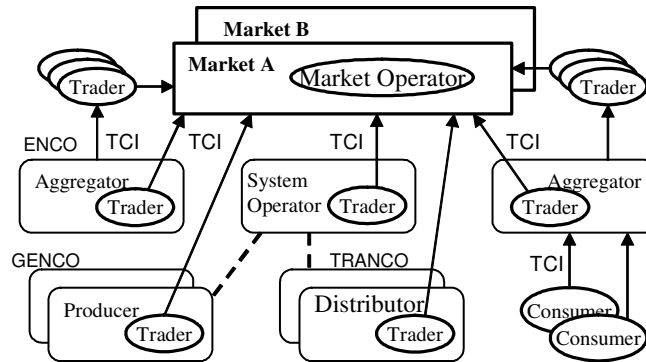 Market B
Market A
Market Operator
Trader
Trader
ENCO
TCI
TCI
TCI
TCI
Aggregator
Trader
System
Operator
Trader
Aggregator
Trader
GENCO
TRANCO
TCI
Producer
Trader
Distributor
Trader
Consumer
Consumer